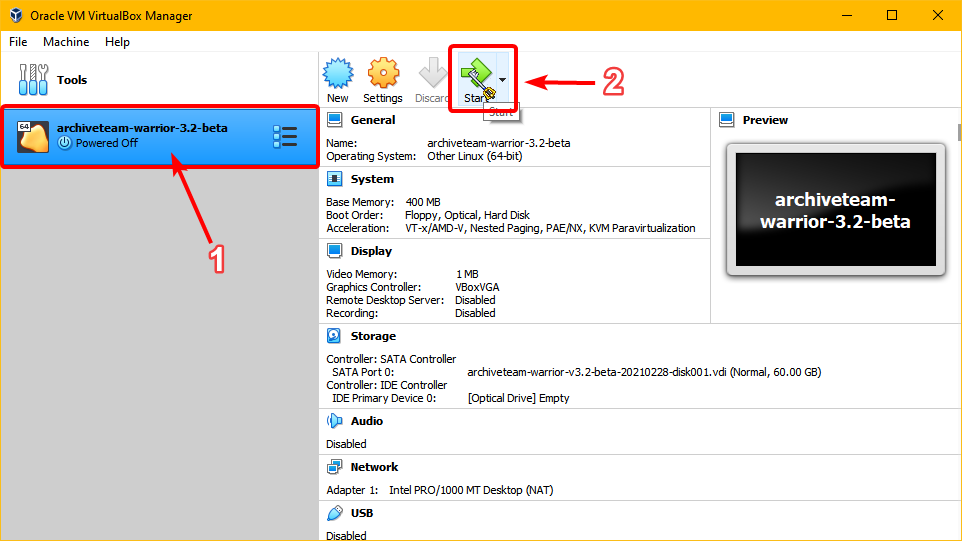 Oracle VM VirtualBox Manager
File Machine Help
Tools
New Settings Discard Start
Start
2
64
archiveteam-warrior-3.2-beta
Powered Off
1
General
Name: archiveteam-warrior-3.2-beta
Operating System: Other Linux (64-bit)
Preview
archiveteam-
warrior-3.2-beta
System
Base Memory: 400 MB
Boot Order: Floppy, Optical, Hard Disk
Acceleration: VT-x/AMD-V, Nested Paging, PAE/NX, KVM Paravirtualization
Display
Video Memory: 1 MB
Graphics Controller: VBoxVGA
Remote Desktop Server: Disabled
Recording: Disabled
Storage
Controller: SATA Controller
SATA Port 0: archiveteam-warrior-v3.2-beta-20210228-disk001.vdi (Normal, 60.00 GB)
Controller: IDE Controller
IDE Primary Device 0: [Optical Drive] Empty
Audio
Disabled
Network
Adapter 1: Intel PRO/1000 MT Desktop (NAT)
USB
Disabled